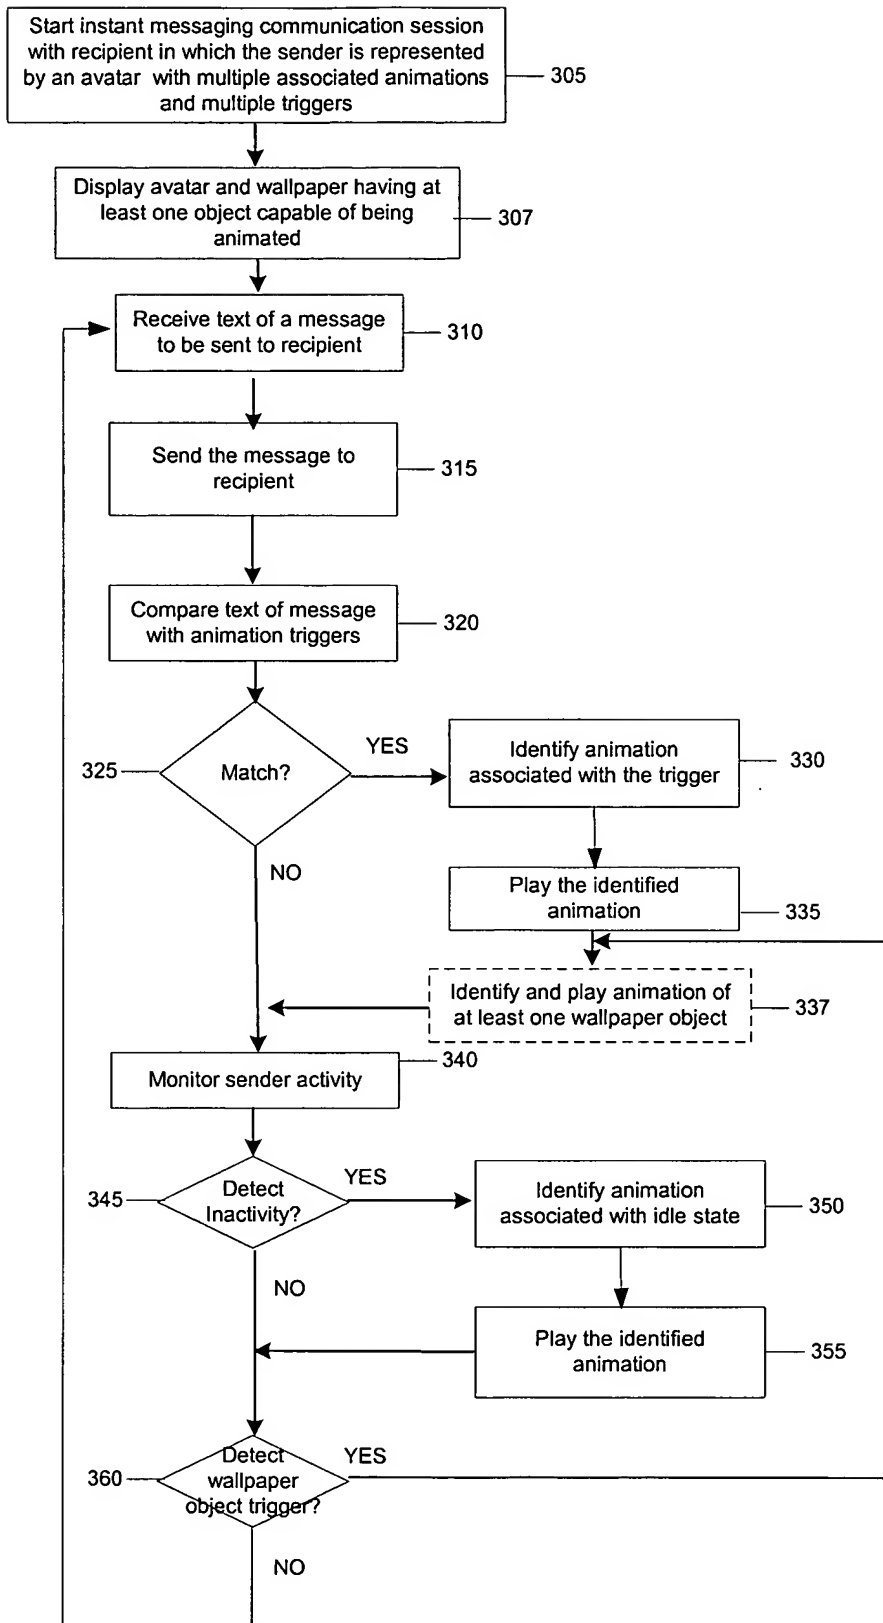 Start instant messaging communication session
with recipient in which the sender is represented
by an avatar with multiple associated animations
and multiple triggers
305
Display avatar and wallpaper having at
least one object capable of being
animated
307
Receive text of a message
to be sent to recipient
310
Send the message to
recipient
315
Compare text of message
with animation triggers
320
325
Match?
YES
Identify animation
associated with the trigger
330
NO
Play the identified
animation
335
Identify and play animation of
at least one wallpaper object
337
Monitor sender activity
340
345
Detect
Inactivity?
YES
Identify animation
associated with idle state
350
NO
Play the identified
animation
355
360
Detect
wallpaper
object trigger?
YES
NO